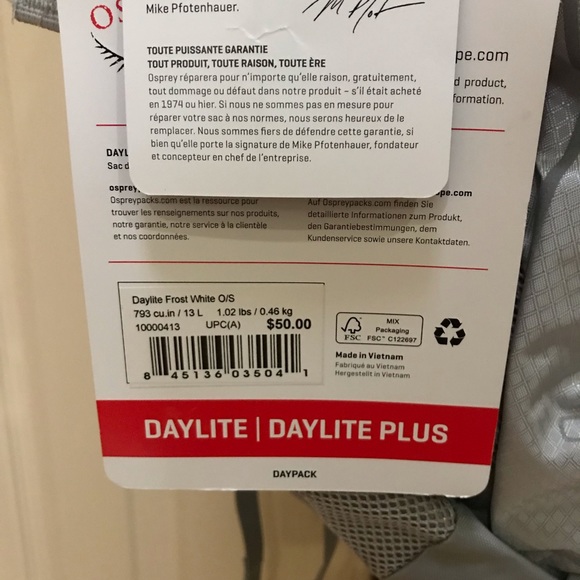 OS
Mike Pfotenhauer.
TOUTE PUISSANTE GARANTIE
TOUT PRODUIT, TOUTE RAISON, TOUTE ÈRE
Osprey réparera pour n'importe qu'elle raison, gratuitement,
tout dommage ou défaut dans notre produit – s'il était acheté
en 1974 ou hier. Si nous ne sommes pas en mesure pour
réparer votre sac à nos normes, nous serons heureux de le
remplacer. Nous sommes fiers de défendre cette garantie, si
bien qu'elle porte la signature de Mike Pfotenhauer, fondateur
et concepteur en chef de l'entreprise.
pe.com
product,
formation.
DAYL
Sac d
osprey
Ospreypacks.com est la ressource pour
trouver les renseignements sur nos produits,
notre garantie, notre service à la clientèle
et nos coordonnées.
pe.com
Auf Ospreypacks.com finden Sie
detaillierte Informationen zum Produkt,
den Garantiebestimmungen, dem
Kundenservice sowie unsere Kontaktdaten.
Daylite Frost White O/S
793 cu.in / 13 L 1.02 lbs / 0.46 kg
10000413 UPC(A) $50.00
8 45136 03504 1
FSC
MIX
Packaging
FSC™ C122697
Made in Vietnam
Fabriqué au Vietnam
Hergestellt in Vietnam
DAYLITE | DAYLITE PLUS
DAYPACK